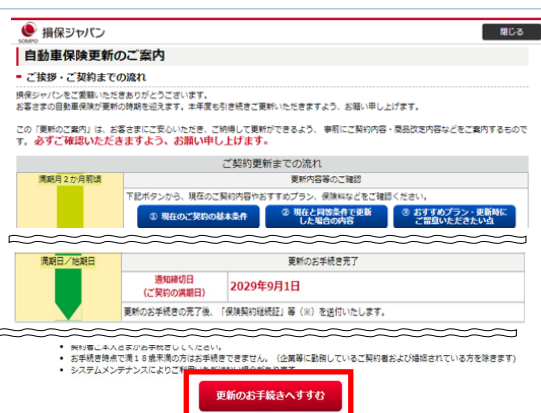 損保ジャパン
SOMPO
閉じる
自動車保険更新のご案内
ご挨拶・ご契約までの流れ
損保ジャパンをご愛顧いただきありがとうございます。
お客さまの自動車保険が更新の時期を迎えます。本年度も引き続きご更新いただきますよう、お願い申し上げます。
この「更新のご案内」は、お客さまにご安心いただき、ご納得して更新ができるよう、 事前にご契約内容・商品改定内容などをご案内するもので
す。必ずご確認いただきますよう、お願い申し上げます。
ご契約更新までの流れ
満期月２か月前頃
更新内容等のご確認
下記ボタンから、現在のご契約内容やおすすめプラン、保険料などをご確認ください。
① 現在のご契約の基本条件
② 現在と同等条件で更新
した場合の内容
③ おすすめプラン・更新時に
ご留意いただきたい点
満期日／始期日
更新のお手続き完了
通知締切日
（ご契約の満期日）
2029年9月1日
更新のお手続きの完了後、「保険契約継続証」等（※）を送付いたします。
契約者ご本人さまがお手続きしてください。
お手続き時点で満１８歳未満の方はお手続きできません。（企業等に勤務しているご契約者および婚姻されている方を除きます）
システムメンテナンスによりご利用いただけない場合があります。
更新のお手続きへすすむ